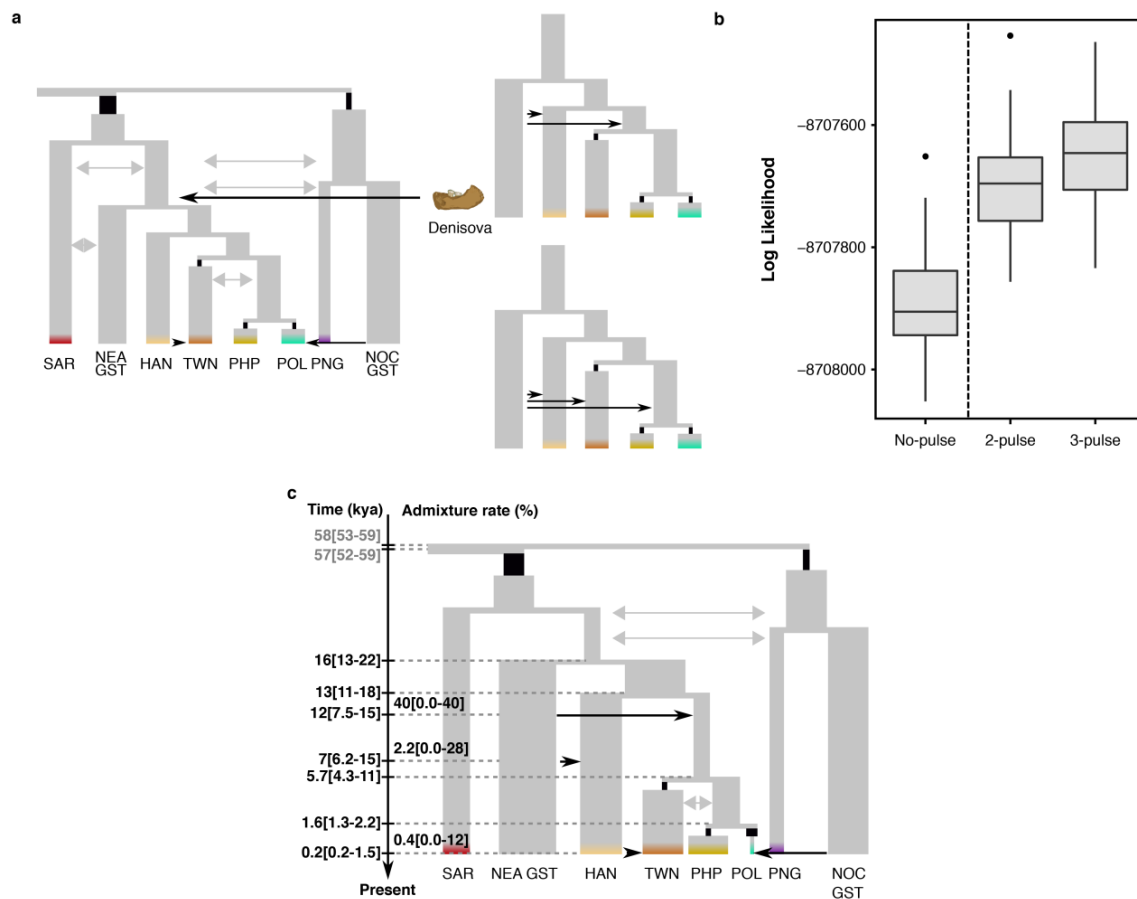 a
Denisova
SAR
NEA
GST
HAN
TWN
PHP
POL
PNG
NOC
GST
b
Log Likelihood
−8707600
−8707800
−8708000
No-pulse
2-pulse
3-pulse
c
Time (kya)
Admixture rate (%)
58[53-59]
57[52-59]
16[13-22]
13[11-18]
40[0.0-40]
12[7.5-15]
2.2[0.0-28]
7[6.2-15]
5.7[4.3-11]
1.6[1.3-2.2]
0.4[0.0-12]
0.2[0.2-1.5]
Present
SAR
NEA GST
HAN
TWN
PHP
POL
PNG
NOC
GST